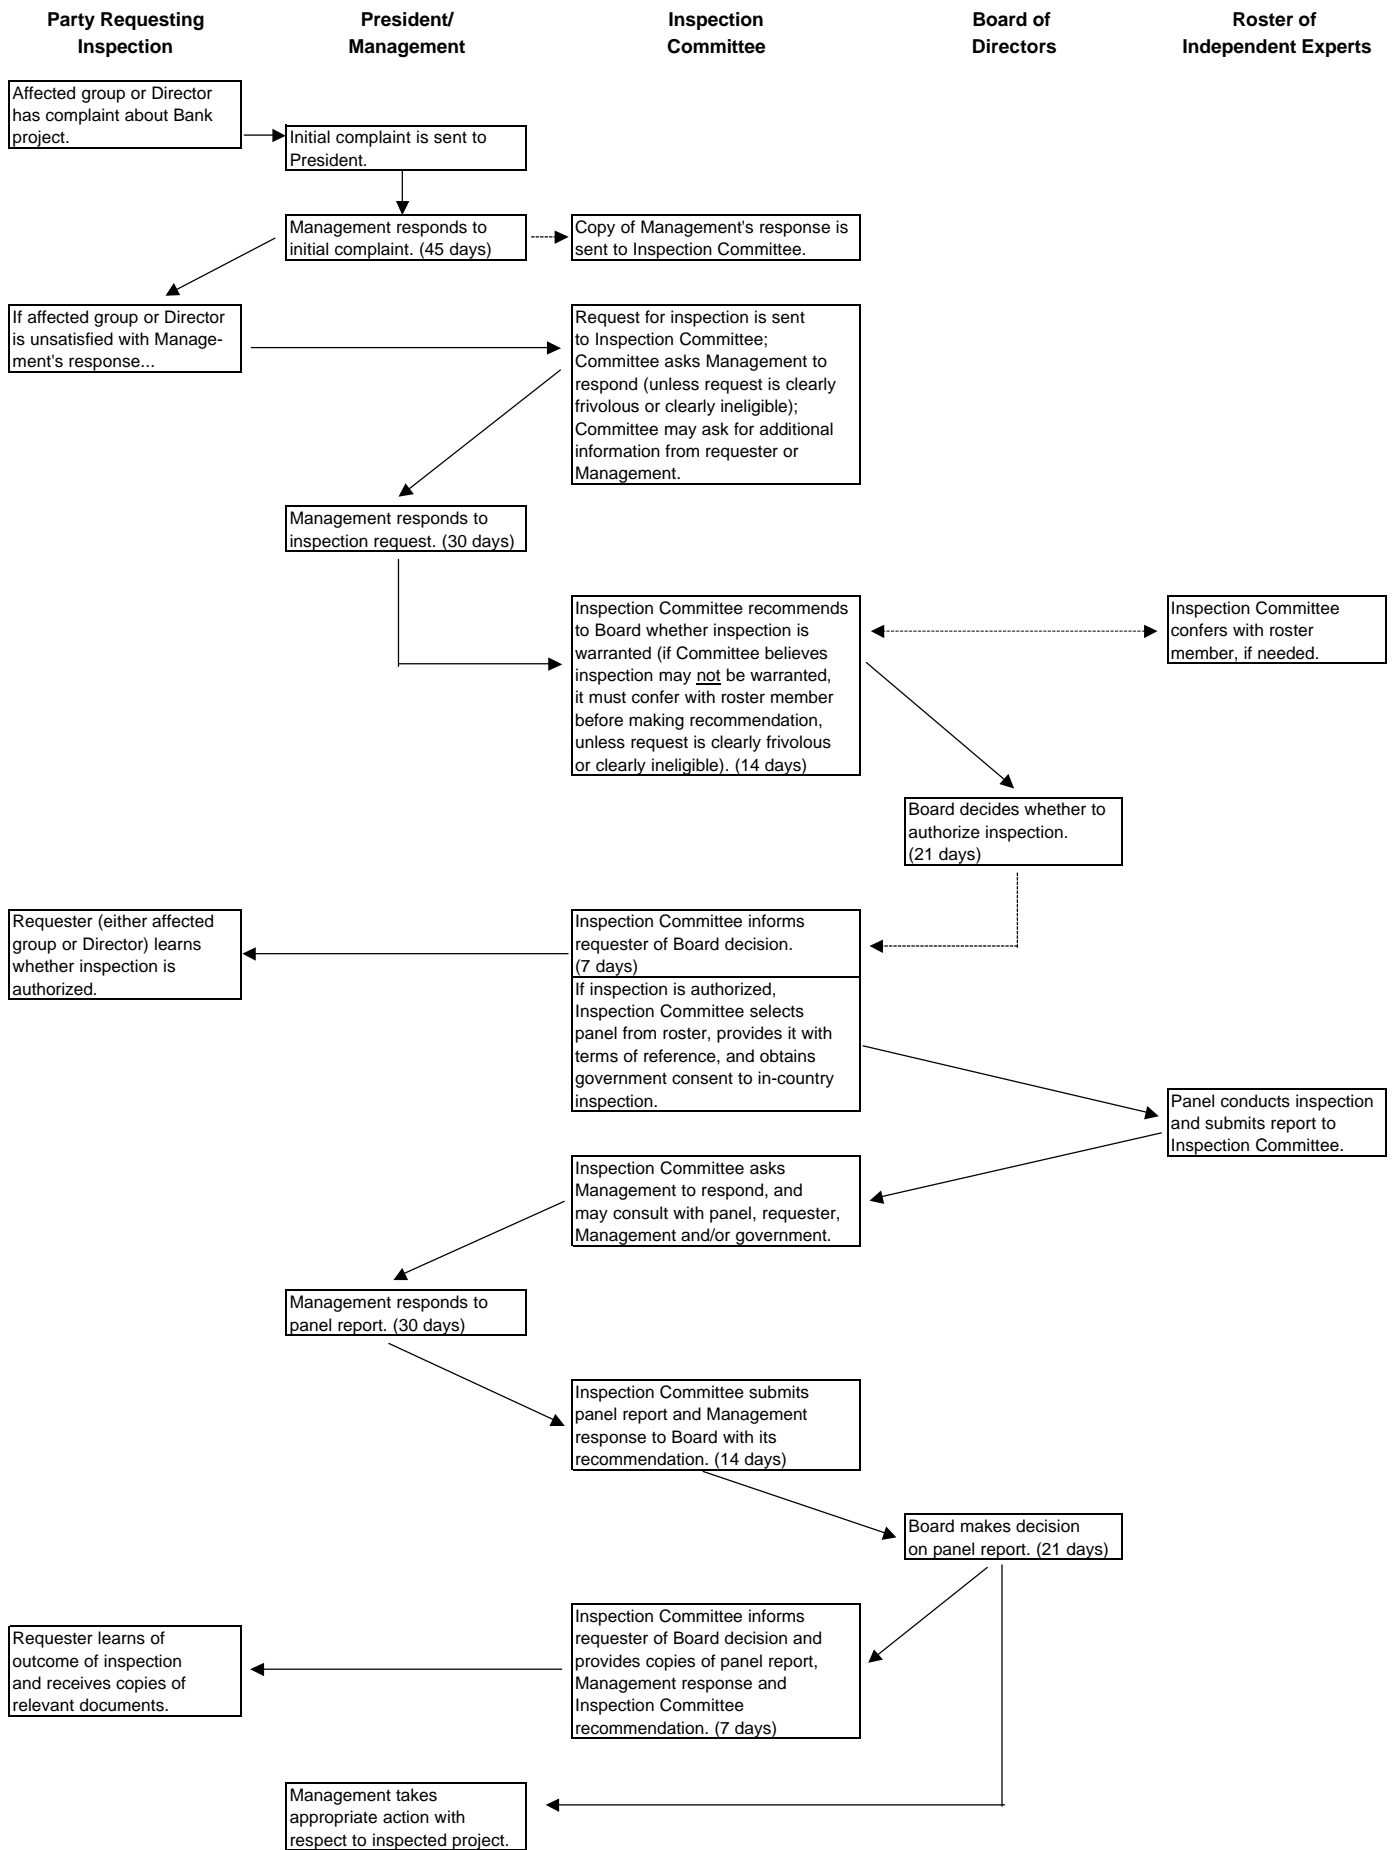 Party Requesting
Inspection
President/
Management
Inspection
Committee
Board of
Directors
Roster of
Independent Experts
Affected group or Director
has complaint about Bank
project.
Initial complaint is sent to
President.
Management responds to
initial complaint. (45 days)
Copy of Management's response is
sent to Inspection Committee.
If affected group or Director
is unsatisfied with Manage-
ment's response...
Request for inspection is sent
to Inspection Committee;
Committee asks Management to
respond (unless request is clearly
frivolous or clearly ineligible);
Committee may ask for additional
information from requester or
Management.
Management responds to
inspection request. (30 days)
Inspection Committee recommends
to Board whether inspection is
warranted (if Committee believes
inspection may not be warranted,
it must confer with roster member
before making recommendation,
unless request is clearly frivolous
or clearly ineligible). (14 days)
Inspection Committee
confers with roster
member, if needed.
Board decides whether to
authorize inspection.
(21 days)
Requester (either affected
group or Director) learns
whether inspection is
authorized.
Inspection Committee informs
requester of Board decision.
(7 days)
If inspection is authorized,
Inspection Committee selects
panel from roster, provides it with
terms of reference, and obtains
government consent to in-country
inspection.
Panel conducts inspection
and submits report to
Inspection Committee.
Inspection Committee asks
Management to respond, and
may consult with panel, requester,
Management and/or government.
Management responds to
panel report. (30 days)
Inspection Committee submits
panel report and Management
response to Board with its
recommendation. (14 days)
Board makes decision
on panel report. (21 days)
Inspection Committee informs
requester of Board decision and
provides copies of panel report,
Management response and
Inspection Committee
recommendation. (7 days)
Requester learns of
outcome of inspection
and receives copies of
relevant documents.
Management takes
appropriate action with
respect to inspected project.